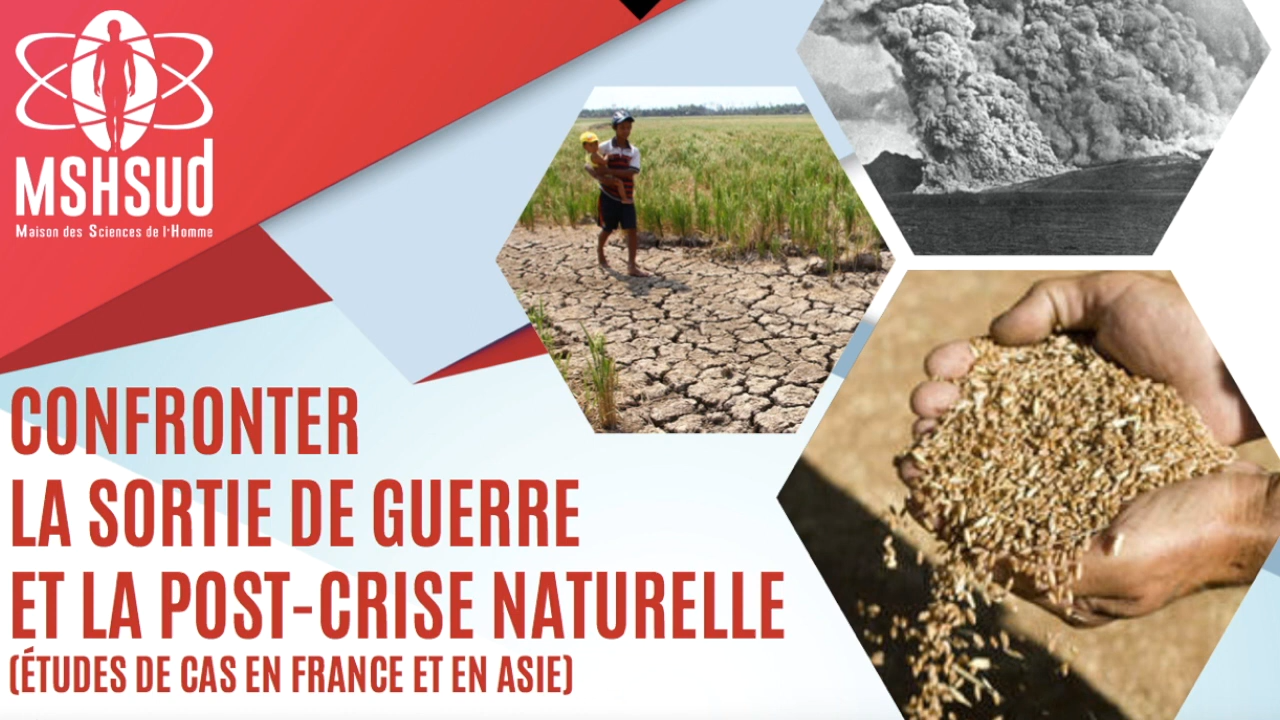 MSHSUD
Maison des Sciences de l'Homme
CONFRONTER
LA SORTIE DE GUERRE
ET LA POST-CRISE NATURELLE
(ÉTUDES DE CAS EN FRANCE ET EN ASIE)